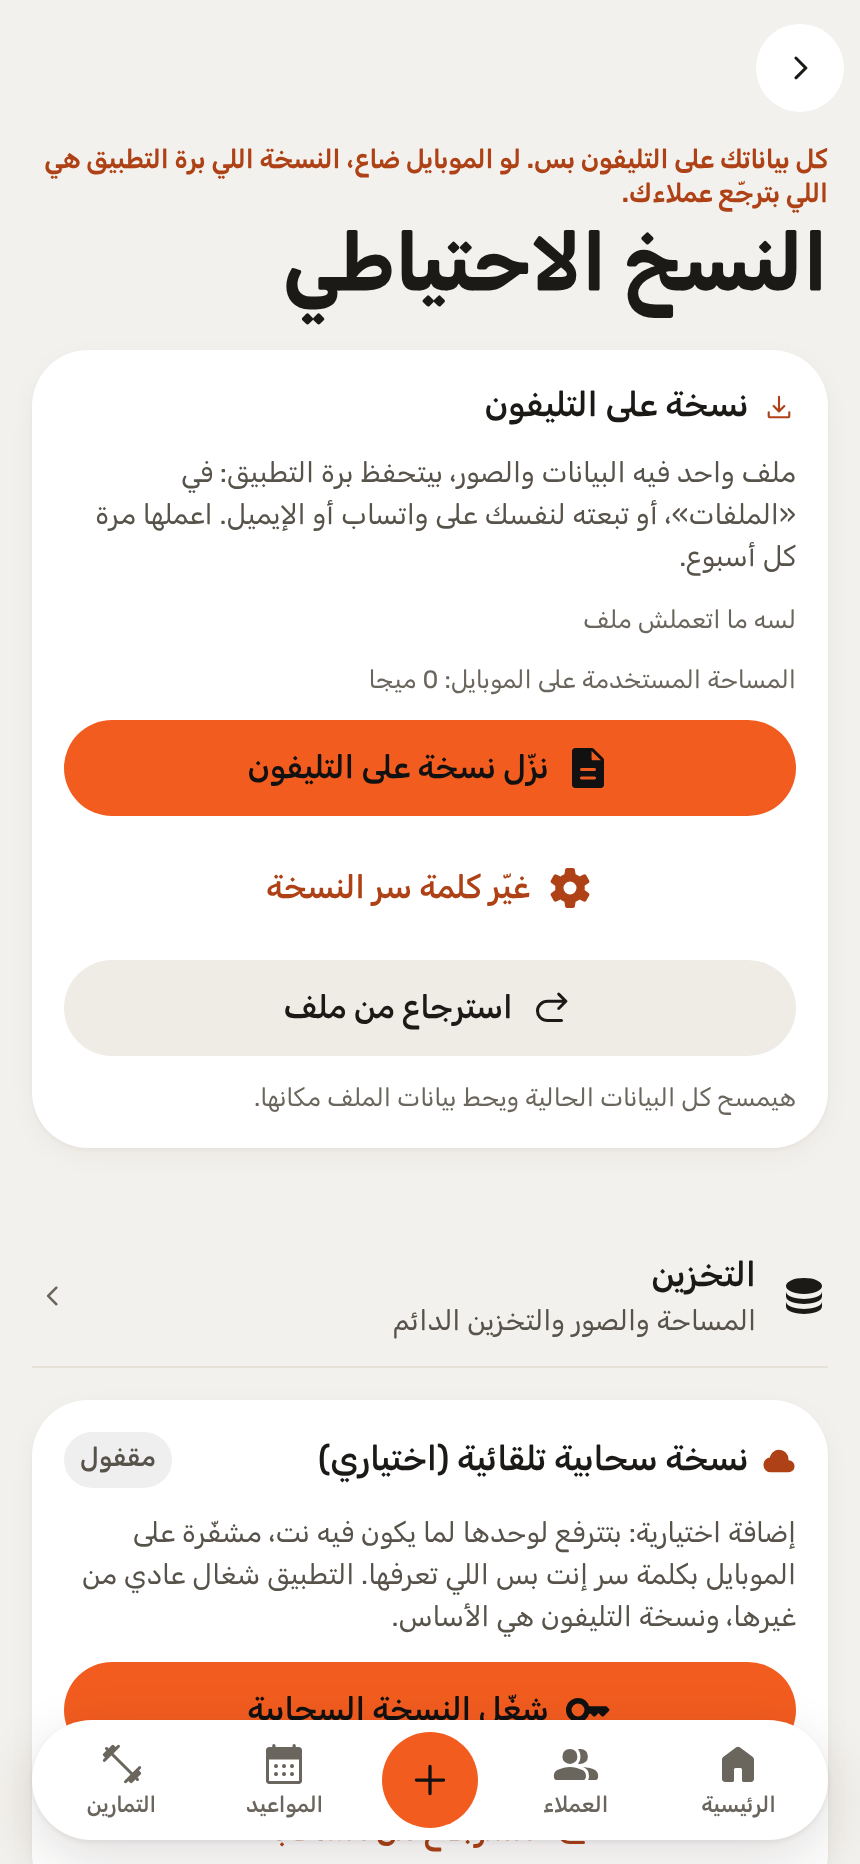 كل بياناتك على التليفون بس. لو الموبايل ضاع، النسخة اللي برة التطبيق هي
اللي بترجّع عملاءك.
النسخ الاحتياطي
نسخة على التليفون
ملف واحد فيه البيانات والصور، بيتحفظ برة التطبيق: في
«الملفات»، أو تبعته لنفسك على واتساب أو الإيميل. اعملها مرة
كل أسبوع.
لسه ما اتعملش ملف
المساحة المستخدمة على الموبايل: 0 ميجا
نزّل نسخة على التليفون
غيّر كلمة سر النسخة
استرجاع من ملف
هيمسح كل البيانات الحالية ويحط بيانات الملف مكانها.
التخزين
المساحة والصور والتخزين الدائم
نسخة سحابية تلقائية (اختياري)
مقفول
إضافة اختيارية: بتترفع لوحدها لما يكون فيه نت، مشفّرة على
الموبايل بكلمة سر إنت بس اللي تعرفها. التطبيق شغال عادي من
غيرها، ونسخة التليفون هي الأساس.
شغّل النسخة السحابية
الرئيسية
العملاء
المواعيد
التمارين